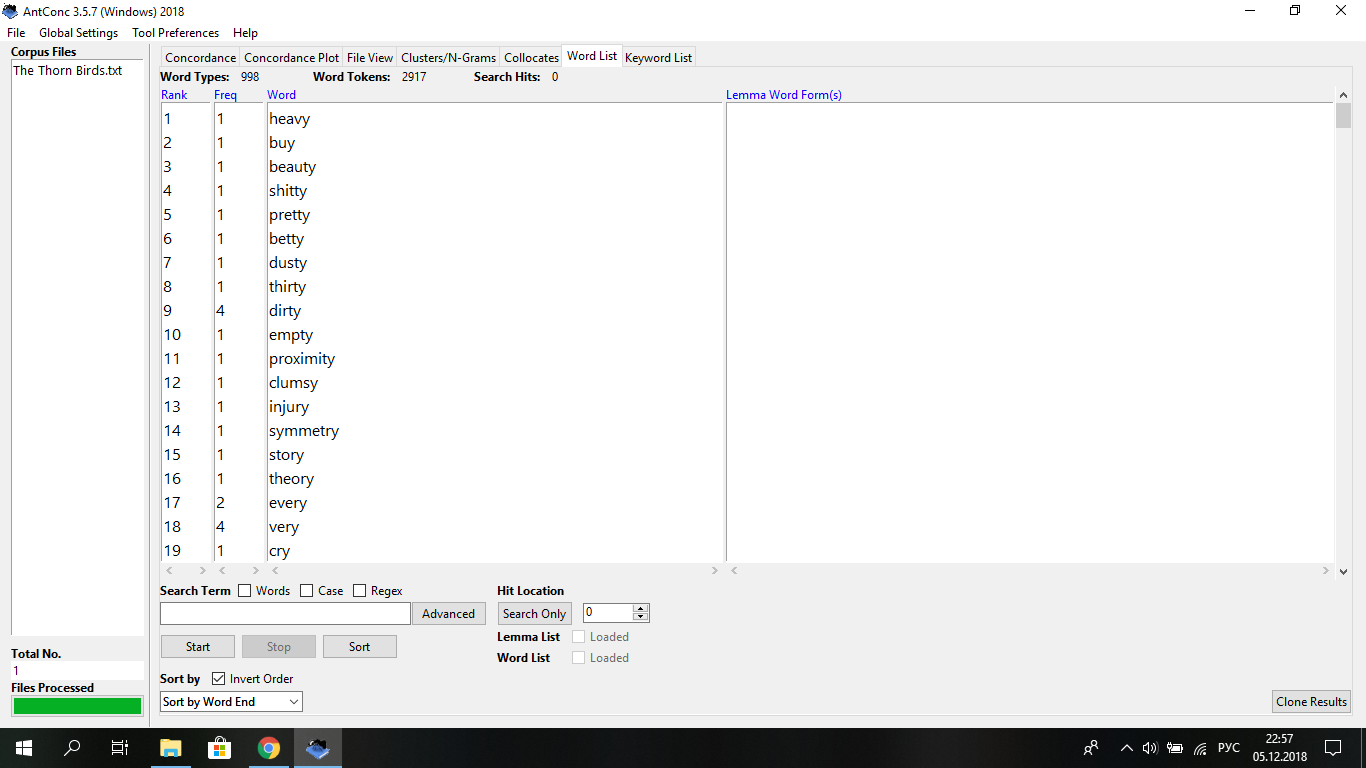 AntConc 3.5.7 (Windows) 2018
File Global Settings Tool Preferences Help
Corpus Files
The Thorn Birds.txt
Concordance Concordance Plot File View Clusters/N-Grams Collocates Word List Keyword List
Word Types: 998 Word Tokens: 2917 Search Hits: 0
Rank Freq Word Lemma Word Form(s)
1 1 heavy
2 1 buy
3 1 beauty
4 1 shitty
5 1 pretty
6 1 betty
7 1 dusty
8 1 thirty
9 4 dirty
10 1 empty
11 1 proximity
12 1 clumsy
13 1 injury
14 1 symmetry
15 1 story
16 1 theory
17 2 every
18 4 very
19 1 cry
Search Term Words Case Regex Hit Location
Advanced Search Only 0
Start Stop Sort Lemma List Loaded
Word List Loaded
Total No.
1
Files Processed
Sort by Invert Order
Sort by Word End
Clone Results
РУС
22:57
05.12.2018